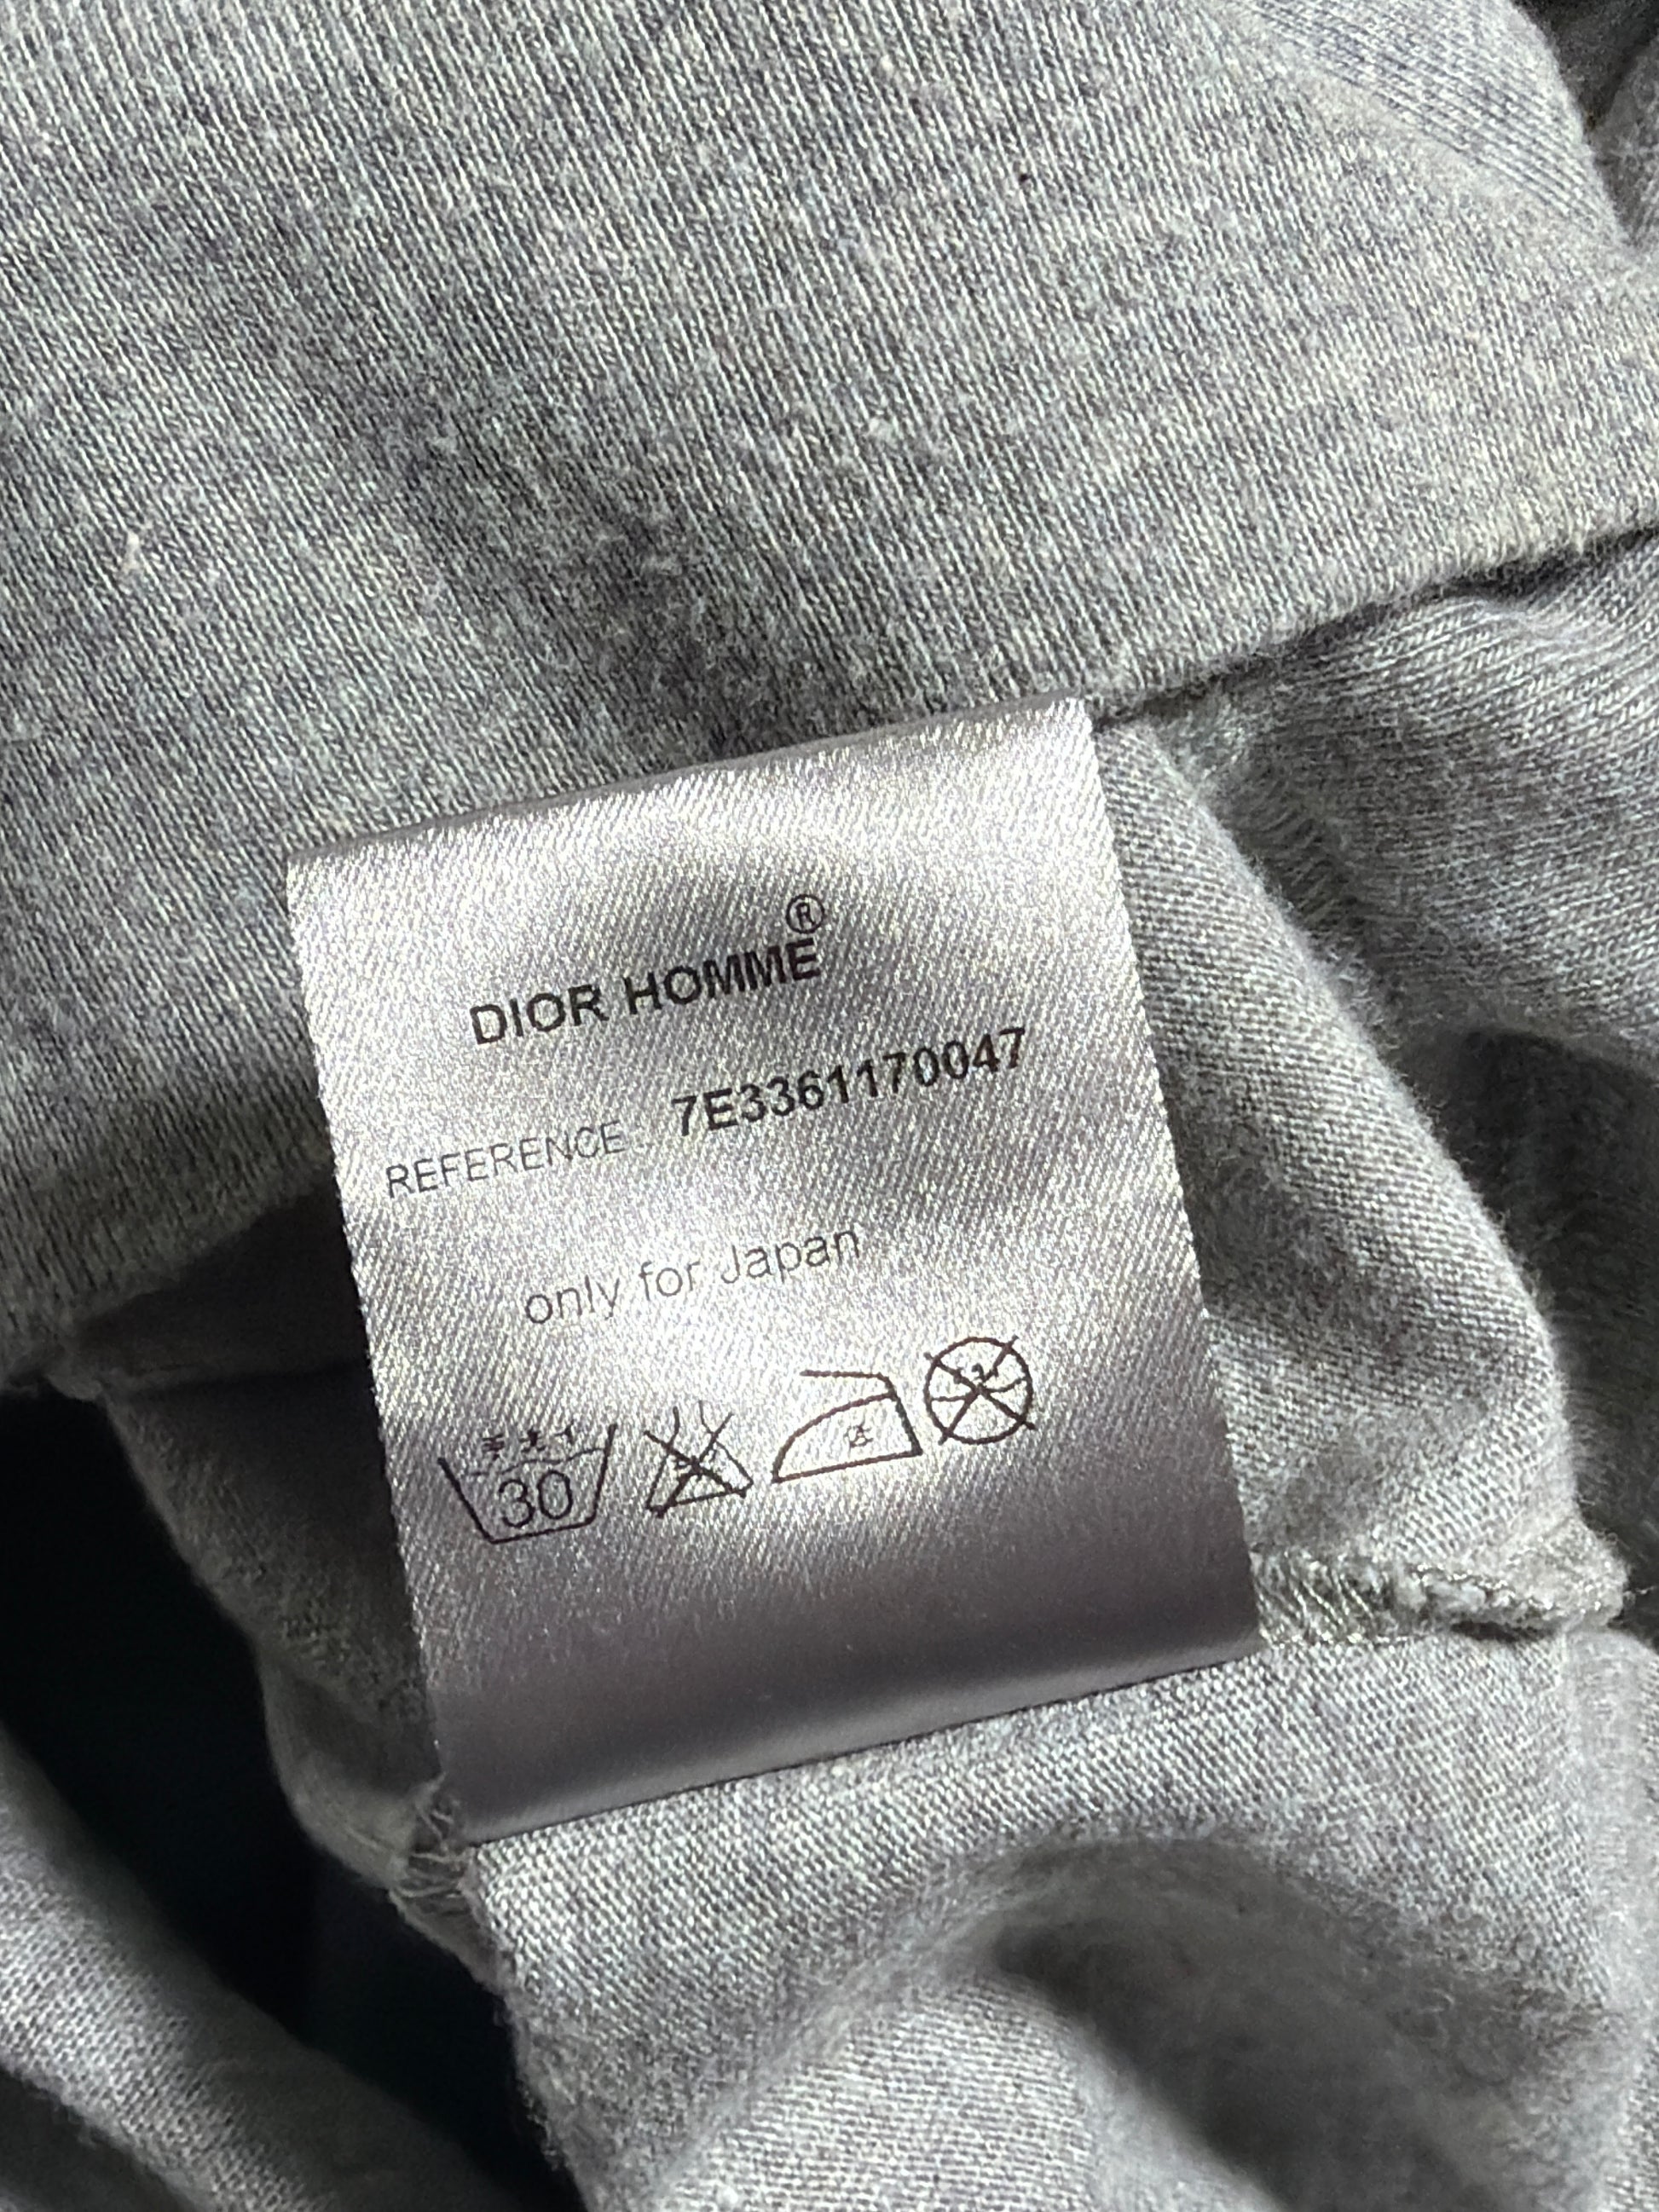 DIOR HOMME®
REFERENCE : 7E3361170047
only for Japan
30